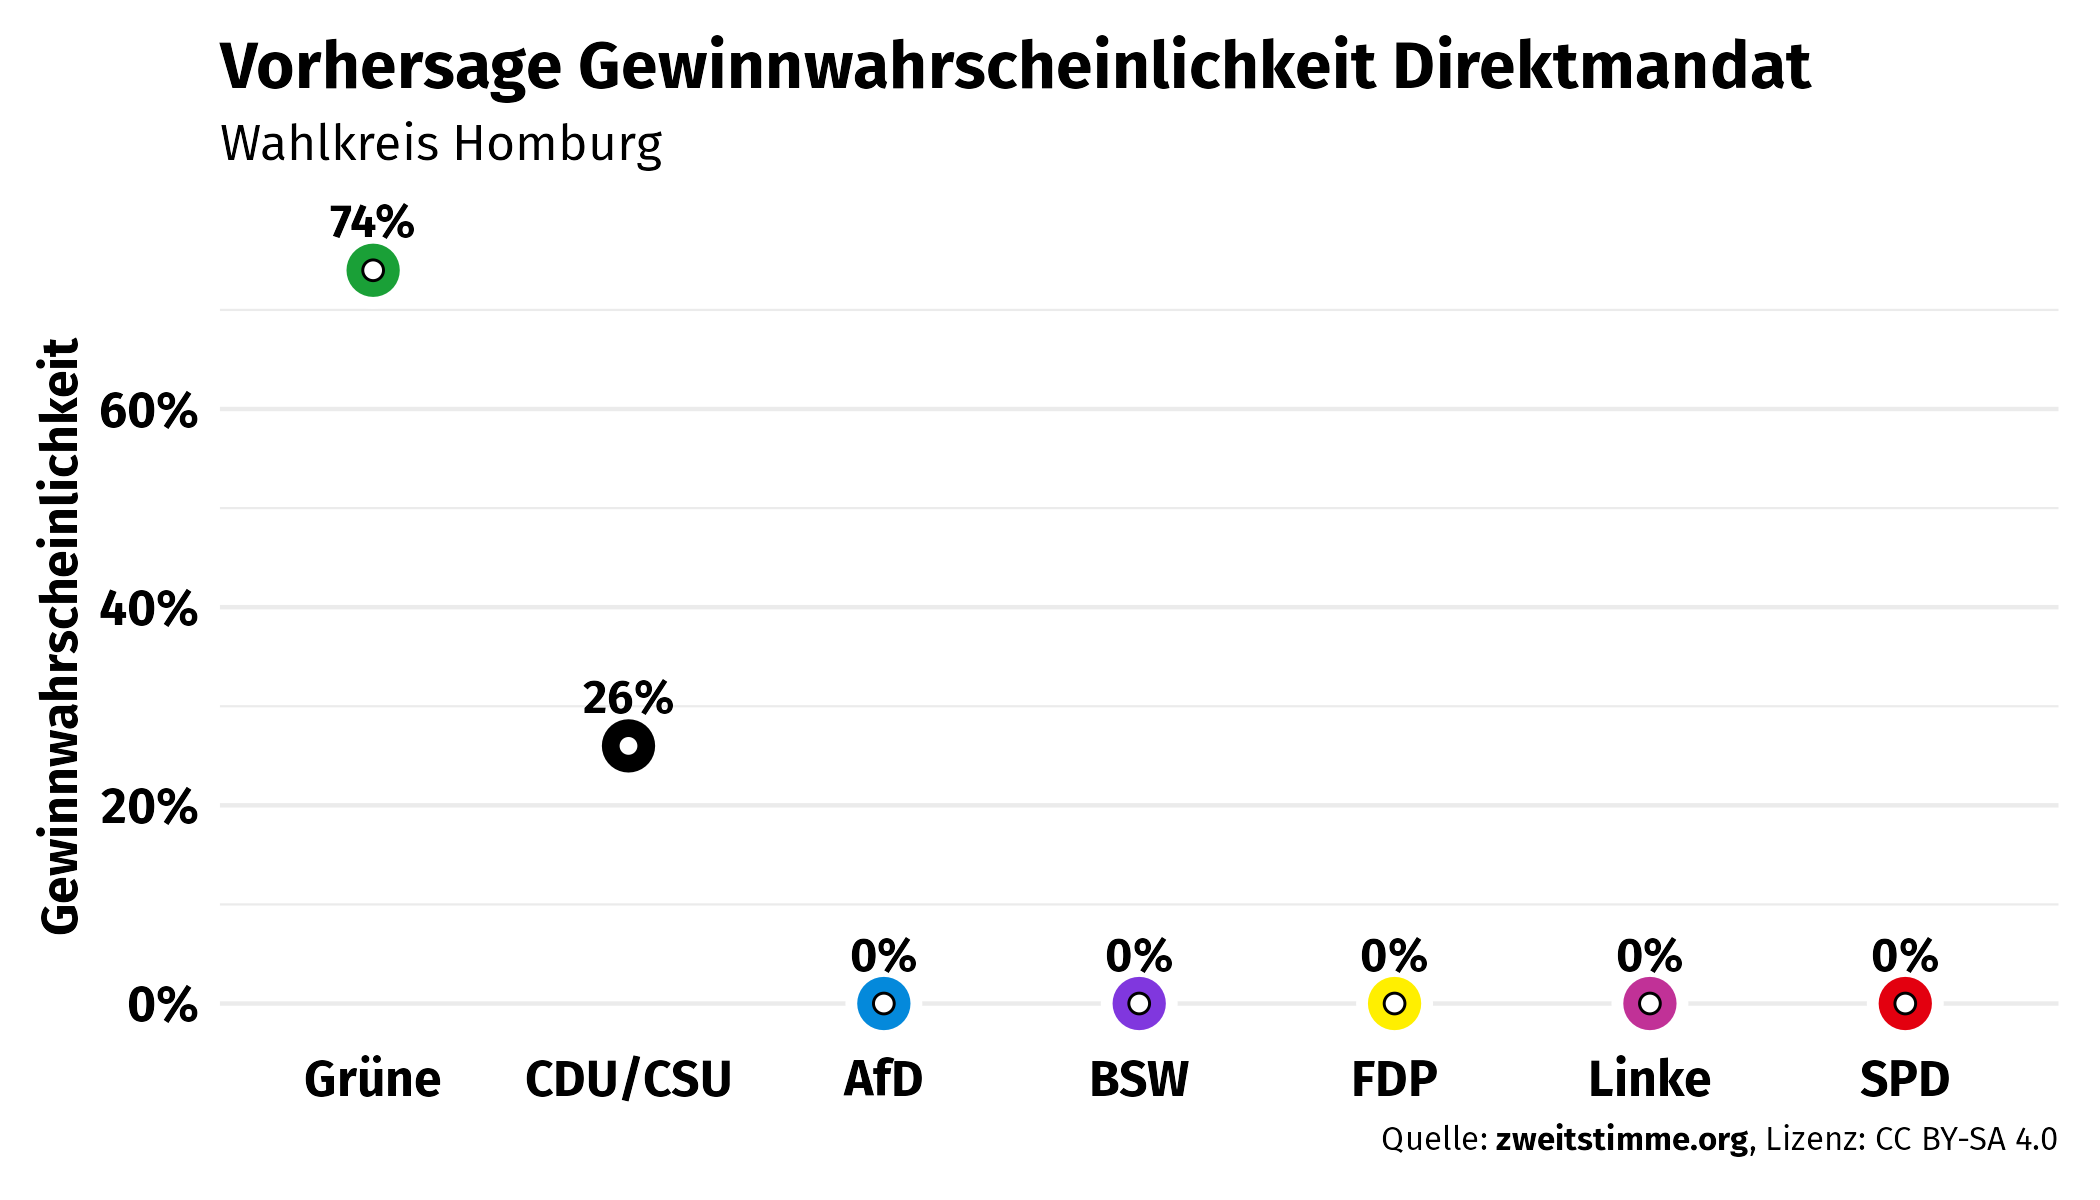 Vorhersage Gewinnwahrscheinlichkeit Direktmandat
Wahlkreis Homburg
Gewinnwahrscheinlichkeit
74%
60%
40%
26%
20%
0% 0% 0% 0% 0%
0%
Grüne CDU/CSU AfD BSW FDP Linke SPD
Quelle: zweitstimme.org, Lizenz: CC BY-SA 4.0